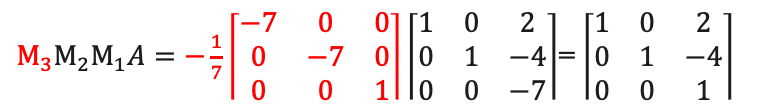 M₃M₂M₁A = −1/7 [−7 0 0] [1 0 2] = [1 0 2]
[0 −7 0] [0 1 −4] [0 1 −4]
[0 0 1] [0 0 −7] [0 0 1]